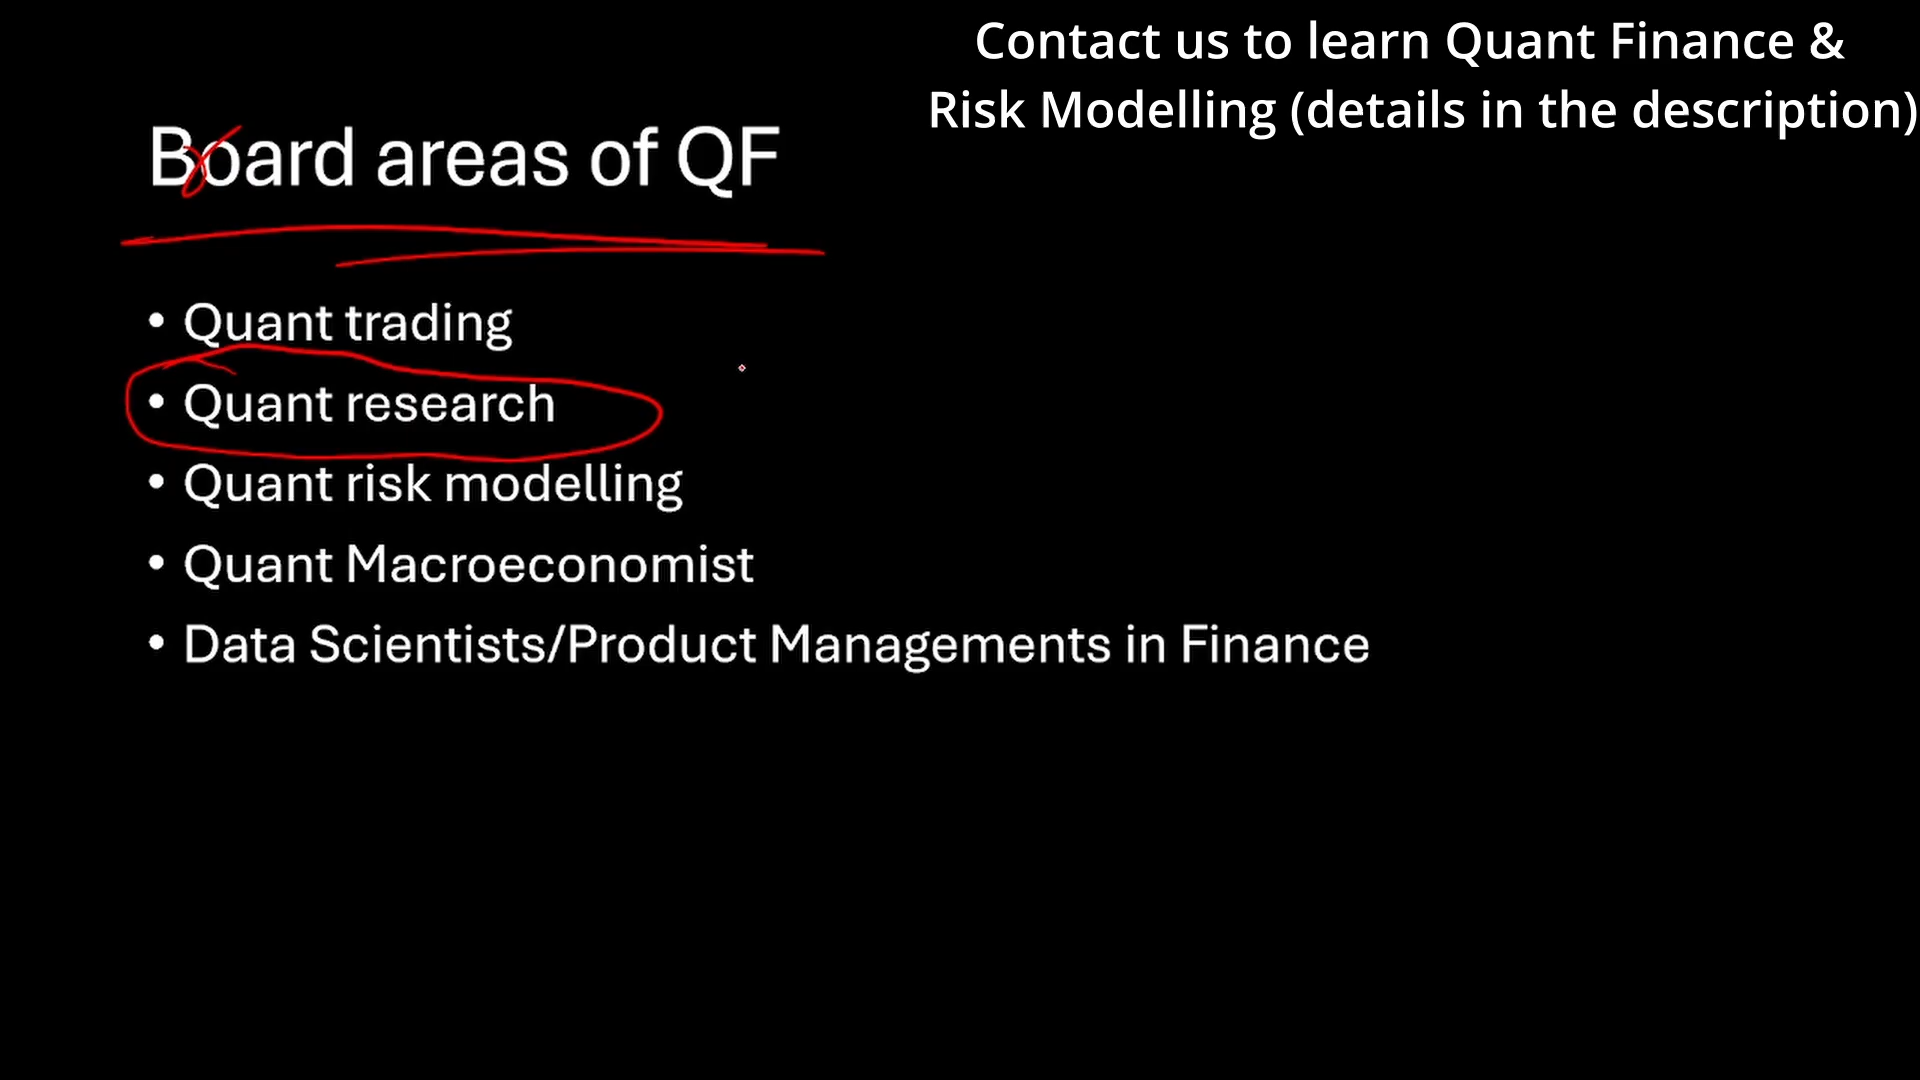 Contact us to learn Quant Finance &
Risk Modelling (details in the description)
Board areas of QF
• Quant trading
• Quant research
• Quant risk modelling
• Quant Macroeconomist
• Data Scientists/Product Managements in Finance